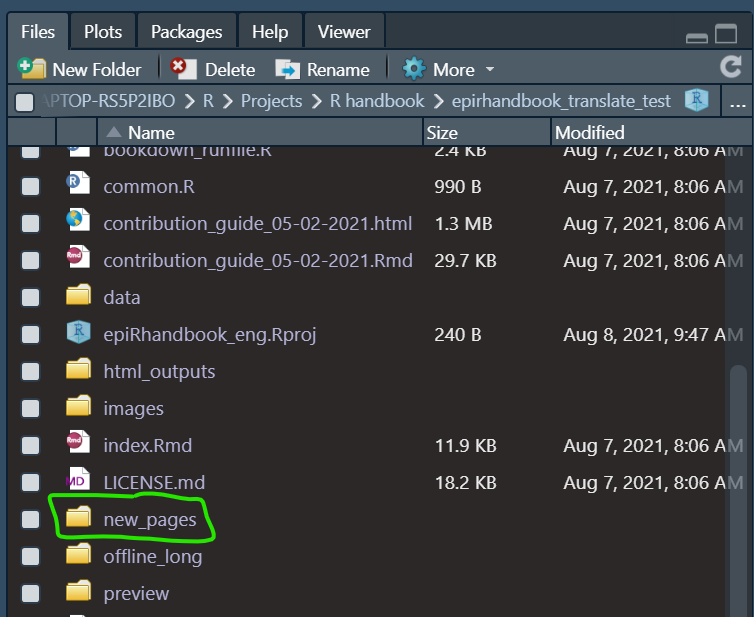 Files Plots Packages Help Viewer
New Folder Delete Rename More
APTOP-RS5P2IBO > R > Projects > R handbook > epirhandbook_translate_test R ...
Name Size Modified
bookdown_runfile.R 2.4 KB Aug 7, 2021, 8:06 AM
common.R 990 B Aug 7, 2021, 8:06 AM
contribution_guide_05-02-2021.html 1.3 MB Aug 7, 2021, 8:06 AM
Rmd contribution_guide_05-02-2021.Rmd 29.7 KB Aug 7, 2021, 8:06 AM
data
R epiRhandbook_eng.Rproj 240 B Aug 8, 2021, 9:47 AM
html_outputs
images
Rmd index.Rmd 11.9 KB Aug 7, 2021, 8:06 AM
MD LICENSE.md 18.2 KB Aug 7, 2021, 8:06 AM
new_pages
offline_long
preview